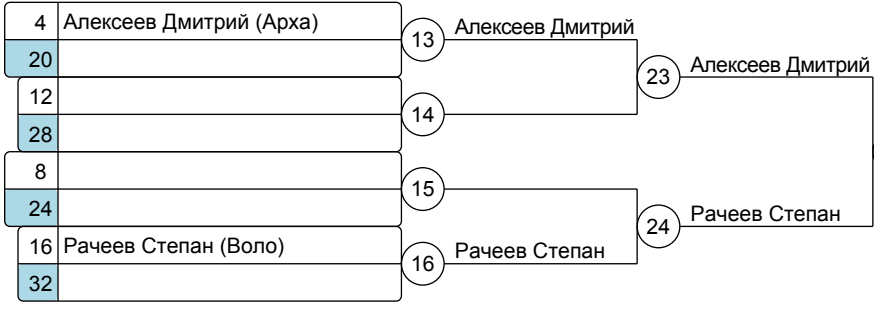 4 Алексеев Дмитрий (Арха)
13 Алексеев Дмитрий
20
23 Алексеев Дмитрий
12
14
28
8
15
24
24 Рачеев Степан
16 Рачеев Степан (Воло)
16 Рачеев Степан
32